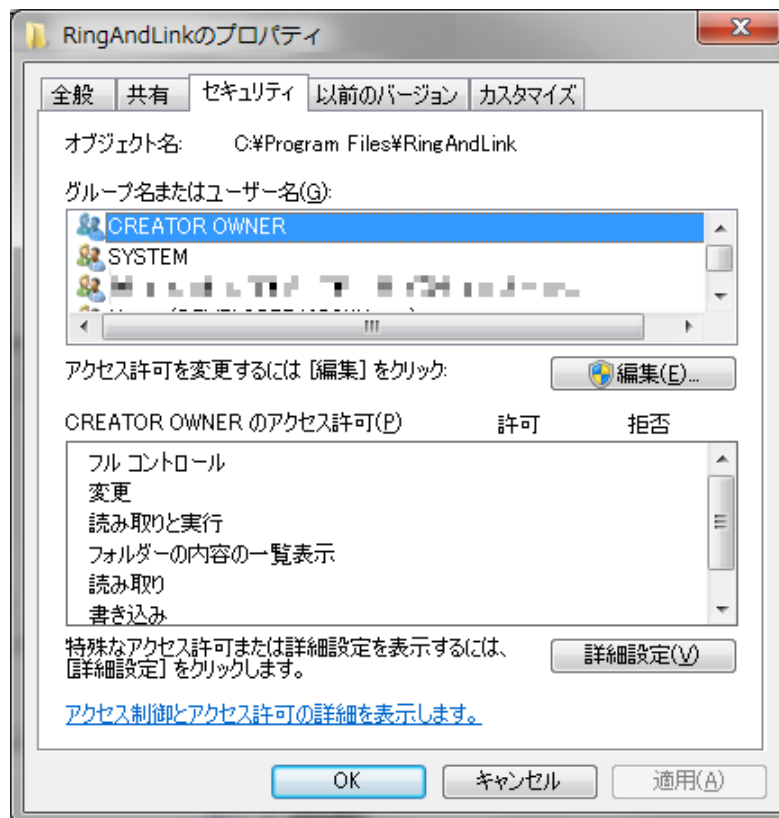 RingAndLinkのプロパティ
全般 共有 セキュリティ 以前のバージョン カスタマイズ
オブジェクト名: C:¥Program Files¥RingAndLink
グループ名またはユーザー名(G):
CREATOR OWNER
SYSTEM
アクセス許可を変更するには [編集] をクリック:
編集(E)...
CREATOR OWNER のアクセス許可(P) 許可 拒否
フル コントロール
変更
読み取りと実行
フォルダーの内容の一覧表示
読み取り
書き込み
特殊なアクセス許可または詳細設定を表示するには、
[詳細設定] をクリックします。
詳細設定(V)
アクセス制御とアクセス許可の詳細を表示します。
OK キャンセル 適用(A)